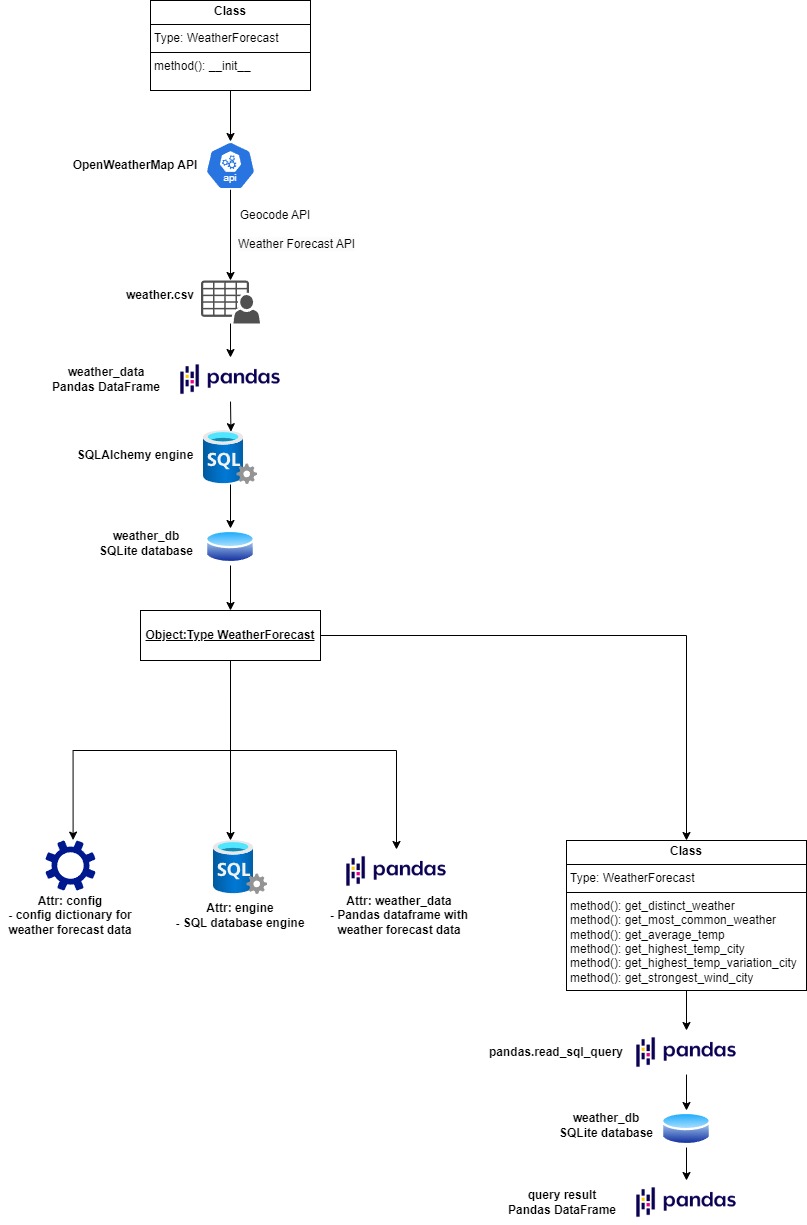 Class
Type: WeatherForecast
method(): __init__
OpenWeatherMap API
api
Geocode API
Weather Forecast API
weather.csv
weather_data
Pandas DataFrame
pandas
SQLAlchemy engine
SQL
weather_db
SQLite database
Object:Type WeatherForecast
Attr: config
- config dictionary for
weather forecast data
SQL
Attr: engine
- SQL database engine
pandas
Attr: weather_data
- Pandas dataframe with
weather forecast data
Class
Type: WeatherForecast
method(): get_distinct_weather
method(): get_most_common_weather
method(): get_average_temp
method(): get_highest_temp_city
method(): get_highest_temp_variation_city
method(): get_strongest_wind_city
pandas.read_sql_query
pandas
weather_db
SQLite database
query result
Pandas DataFrame
pandas